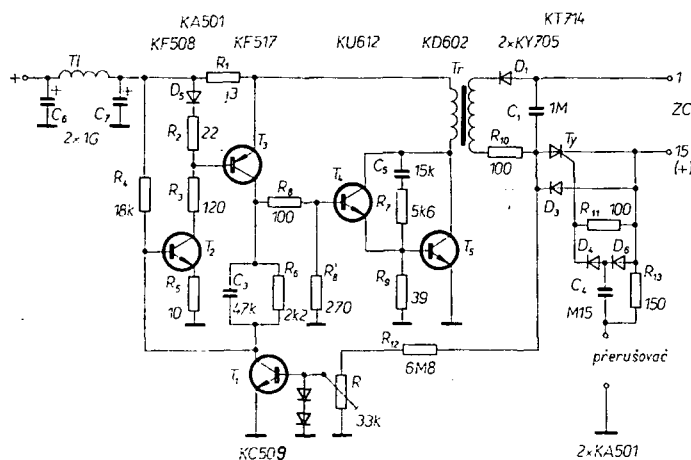 KA501 KT714
KF508 KF517 KU612 KD602 2×KY705
+ Tl R₁ j3 Tr D₁ 1
+ + D₅ C₁ 1M ZC
C₆ C₇ R₂ 22 T₃
2×1G T₄ C₅ 15k R₁₀ Ty 15
R₄ R₃ R₈ 100 (+)
18k 120 100 R₇ 5k6 D₃
T₂ T₅ R₁₁ 100
D₄ D₆
R₅ C₃ R₆ R₈' R₉ C₄ R₁₃
10 47k 2k2 270 39 M15 150
R₁₂
T₁ R 6M8 přerušovač
33k
KC509 2×KA501